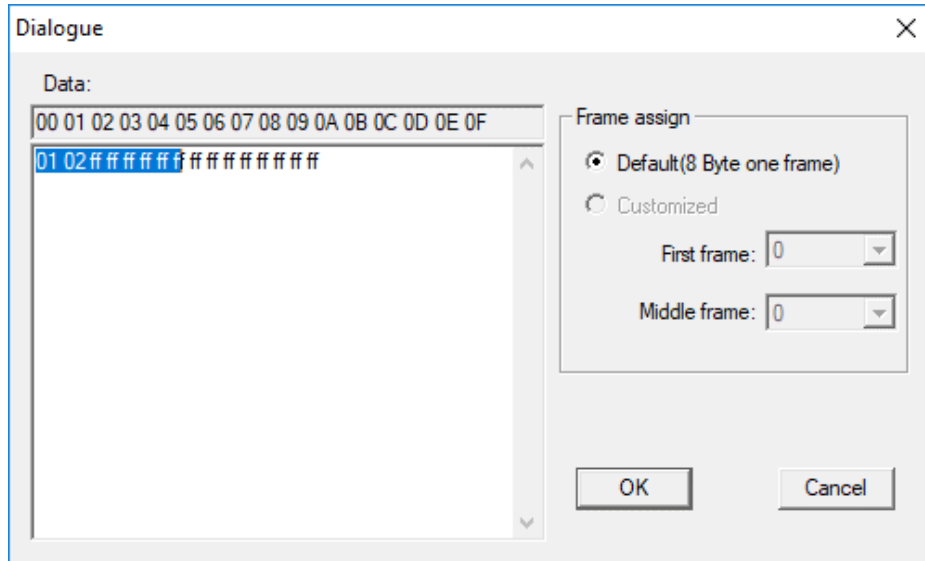 Dialogue
Data:
00 01 02 03 04 05 06 07 08 09 0A 0B 0C 0D 0E 0F
01 02 ff ff ff ff ff ff ff ff ff ff ff ff ff ff
Frame assign
Default(8 Byte one frame)
Customized
First frame: 0
Middle frame: 0
OK
Cancel